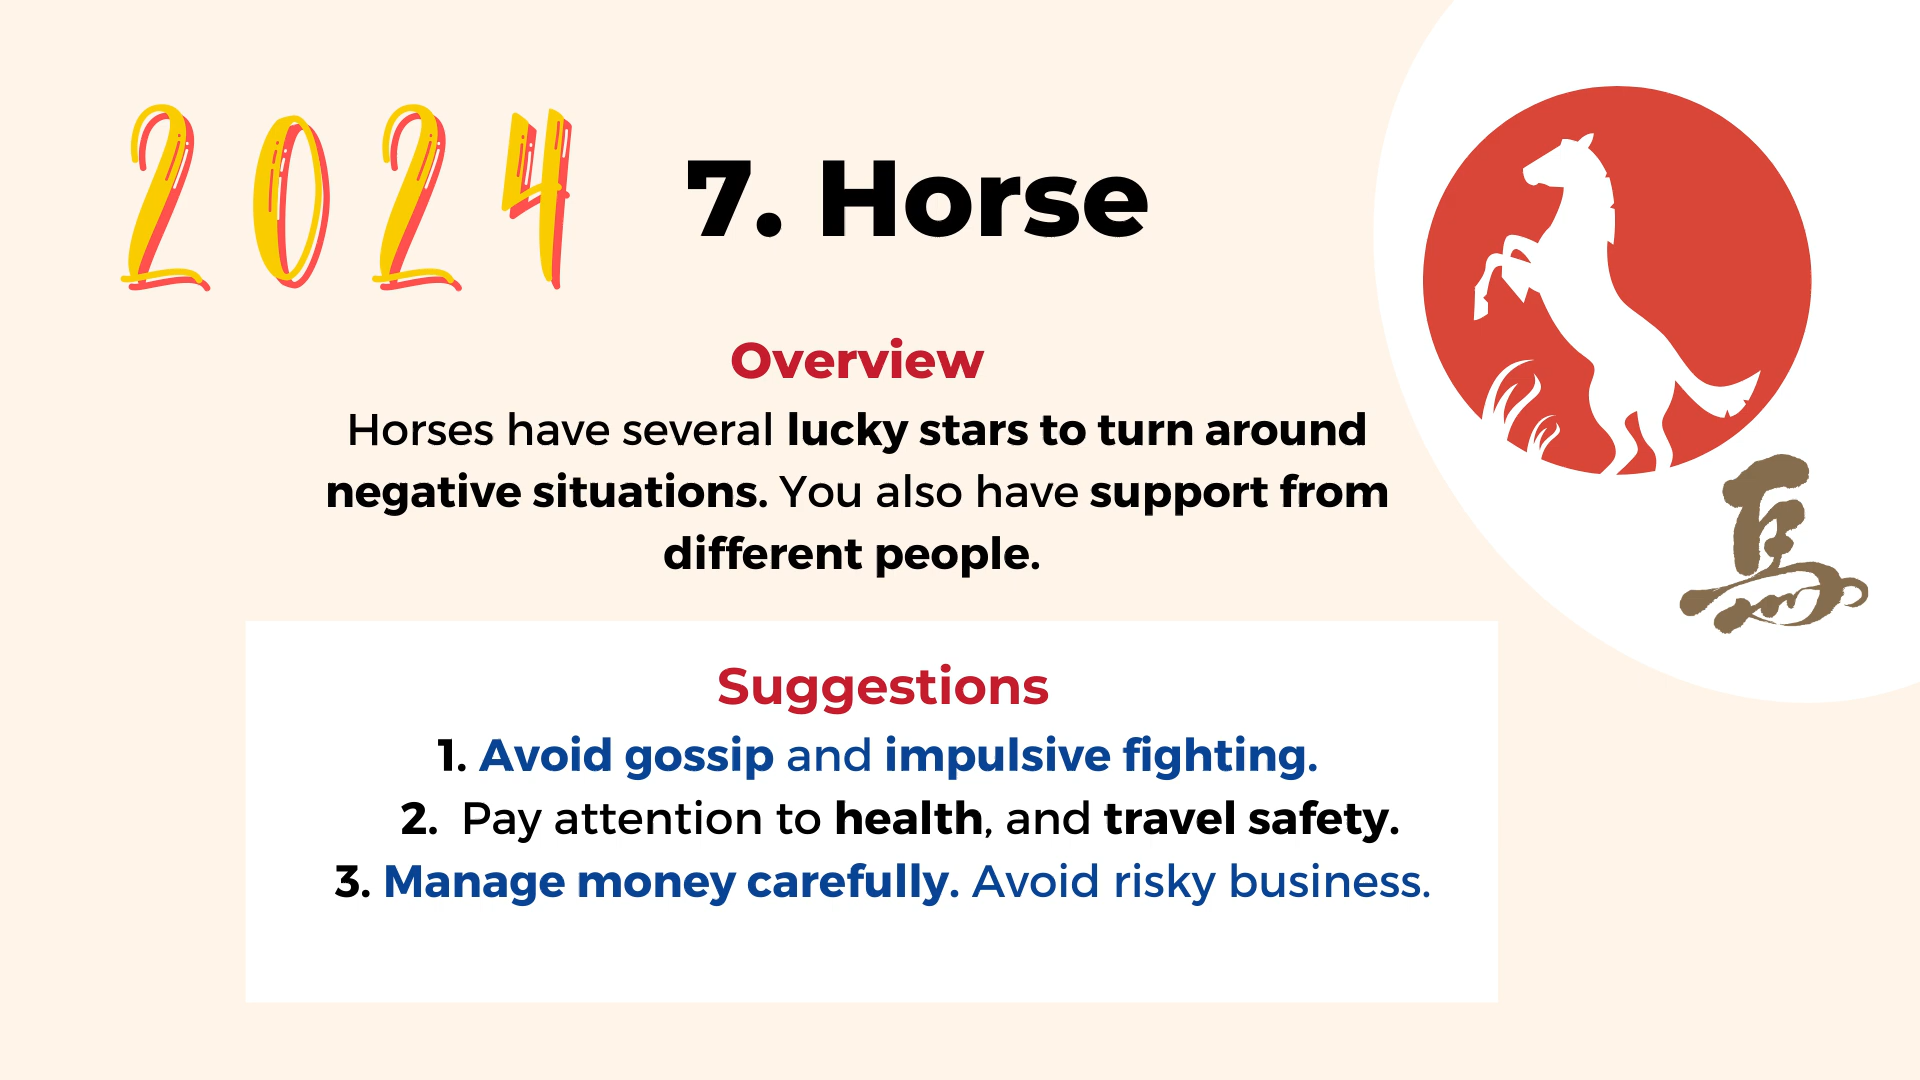 2024
7. Horse
Overview
Horses have several lucky stars to turn around
negative situations. You also have support from
different people.
馬
Suggestions
1. Avoid gossip and impulsive fighting.
2. Pay attention to health, and travel safety.
3. Manage money carefully. Avoid risky business.